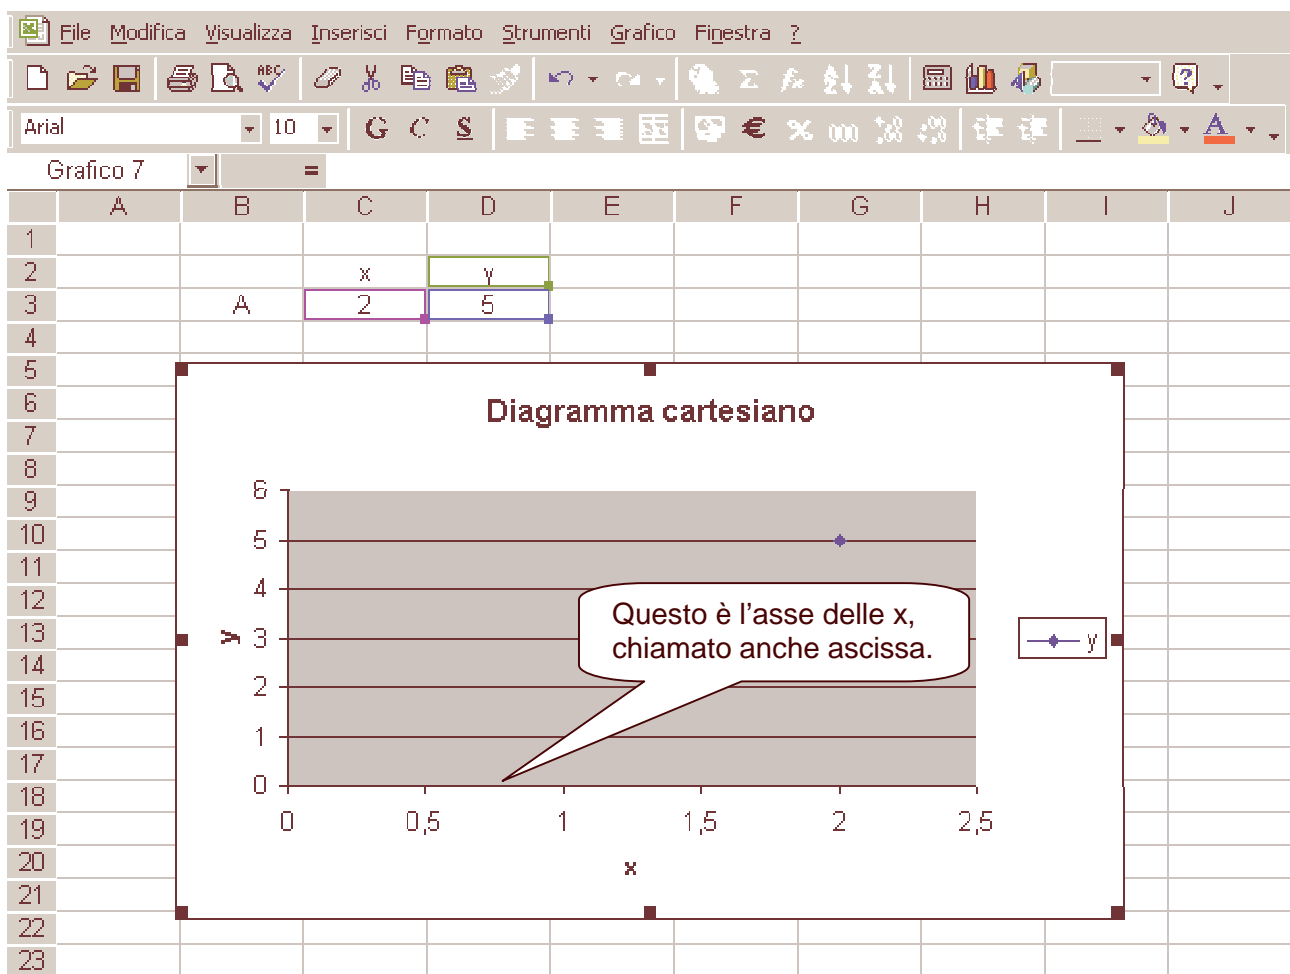 File Modifica Visualizza Inserisci Formato Strumenti Grafico Finestra ?
ABC
Arial 10 G C S
Grafico 7 =
A B C D E F G H I J
1
2 x y
3 A 2 5
4
5
6
7
8
9
10
11
12
13
14
15
16
17
18
19
20
21
22
23
Diagramma cartesiano
6
5
4
3
2
1
0
y
Questo è l’asse delle x,
chiamato anche ascissa.
y
0 0,5 1 1,5 2 2,5
x